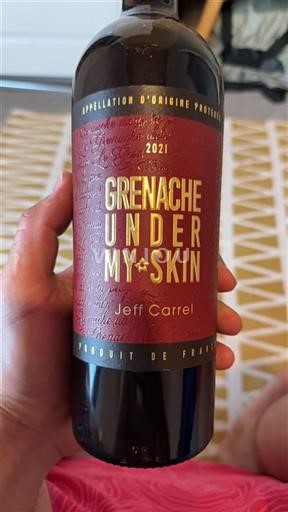 APPELLATION D'ORIGINE PROTÉGÉE
2021
GRENACHE
UNDER
MY SKIN
Jeff Carrel
PRODUIT DE FRANCE